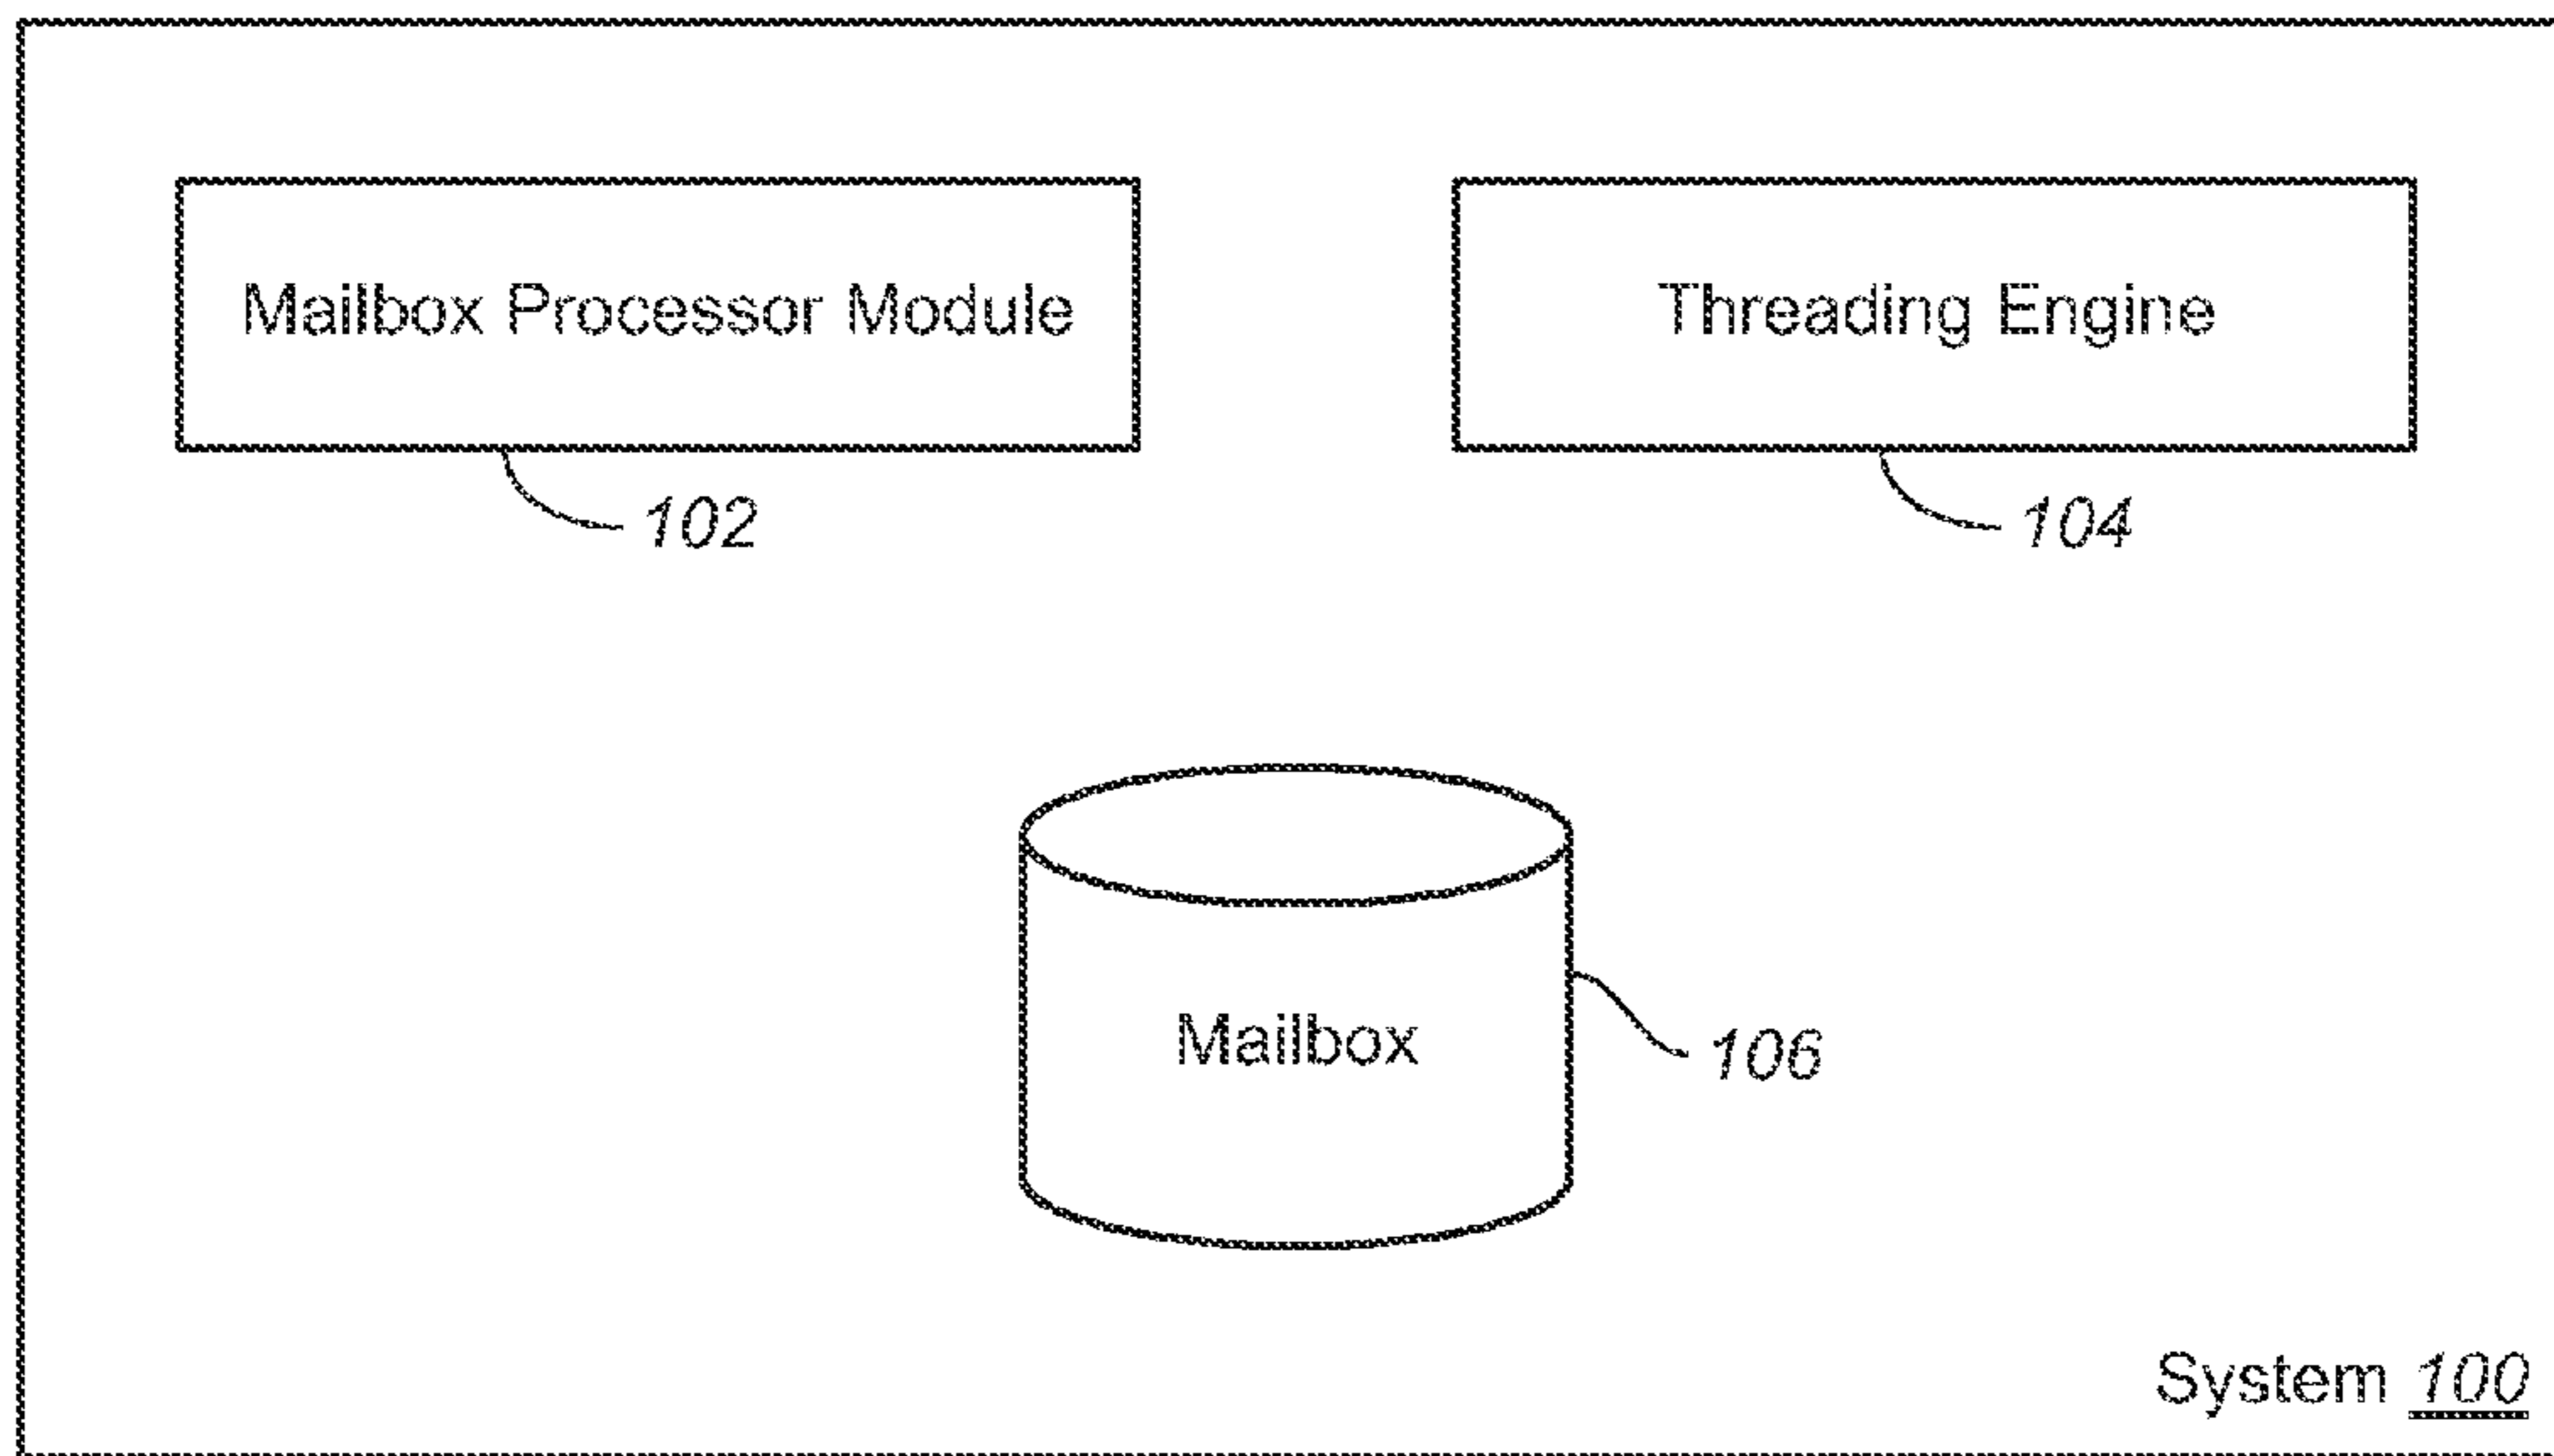 Mailbox Processor Module
Threading Engine
102
104
Mailbox
106
System 100